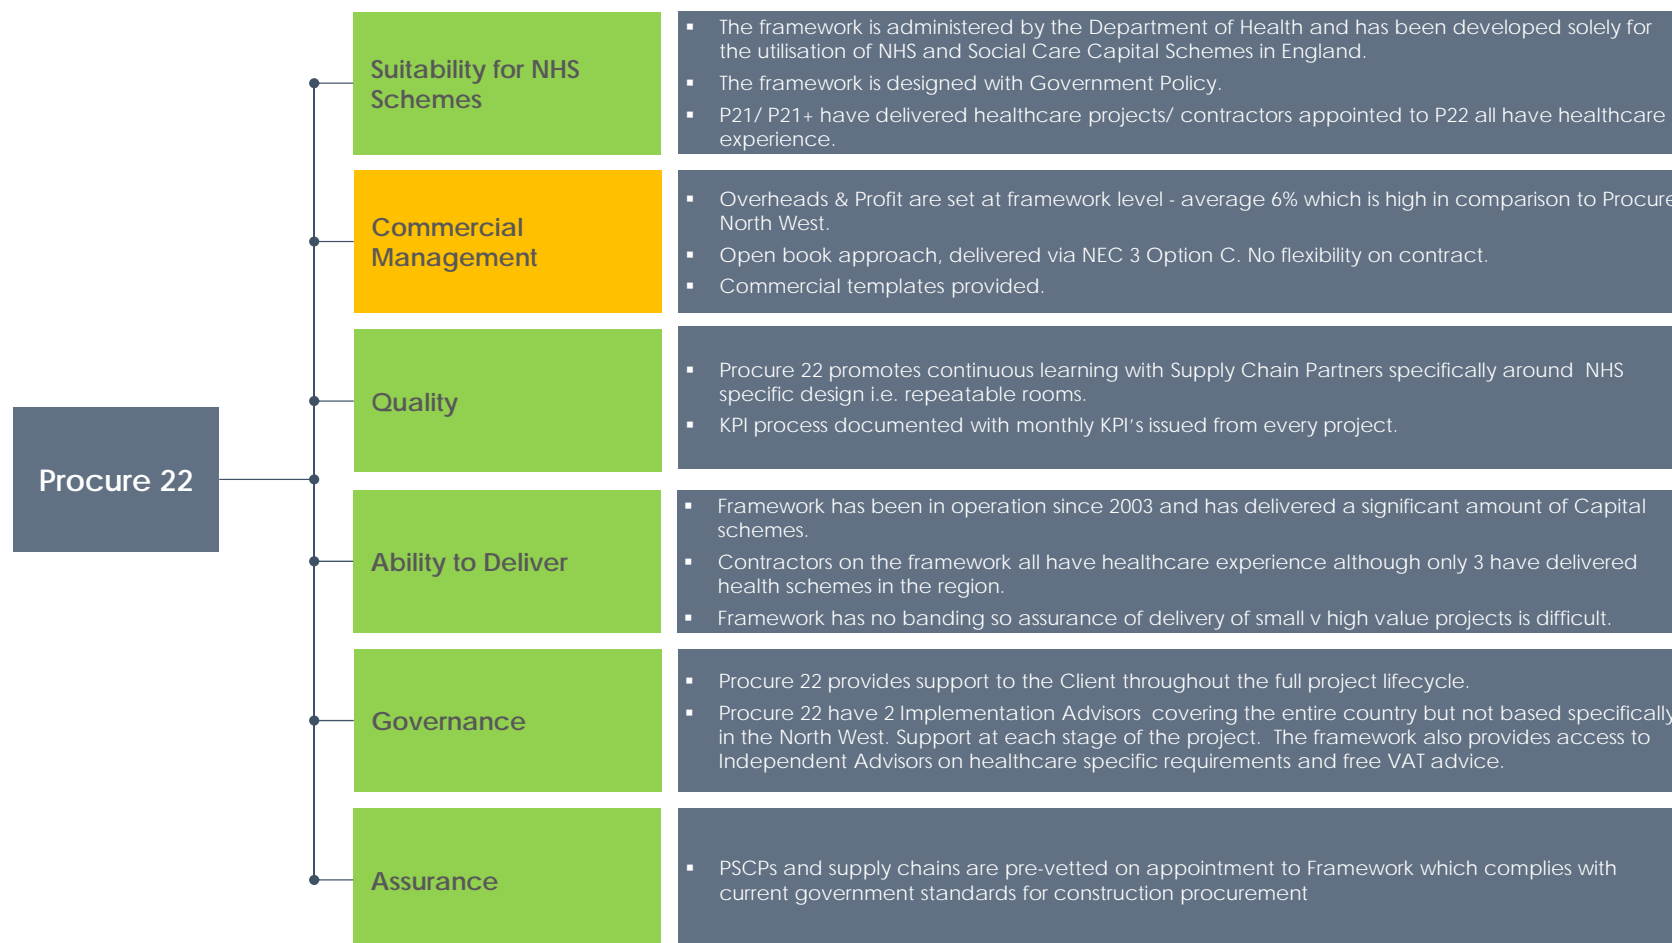 Procure 22
Suitability for NHS
Schemes
▪ The framework is administered by the Department of Health and has been developed solely for
the utilisation of NHS and Social Care Capital Schemes in England.
▪ The framework is designed with Government Policy.
▪ P21/ P21+ have delivered healthcare projects/ contractors appointed to P22 all have healthcare
experience.
Commercial
Management
▪ Overheads & Profit are set at framework level - average 6% which is high in comparison to Procure
North West.
▪ Open book approach, delivered via NEC 3 Option C. No flexibility on contract.
▪ Commercial templates provided.
Quality
▪ Procure 22 promotes continuous learning with Supply Chain Partners specifically around NHS
specific design i.e. repeatable rooms.
▪ KPI process documented with monthly KPI's issued from every project.
Ability to Deliver
▪ Framework has been in operation since 2003 and has delivered a significant amount of Capital
schemes.
▪ Contractors on the framework all have healthcare experience although only 3 have delivered
health schemes in the region.
▪ Framework has no banding so assurance of delivery of small v high value projects is difficult.
Governance
▪ Procure 22 provides support to the Client throughout the full project lifecycle.
▪ Procure 22 have 2 Implementation Advisors covering the entire country but not based specifically
in the North West. Support at each stage of the project. The framework also provides access to
Independent Advisors on healthcare specific requirements and free VAT advice.
Assurance
▪ PSCPs and supply chains are pre-vetted on appointment to Framework which complies with
current government standards for construction procurement